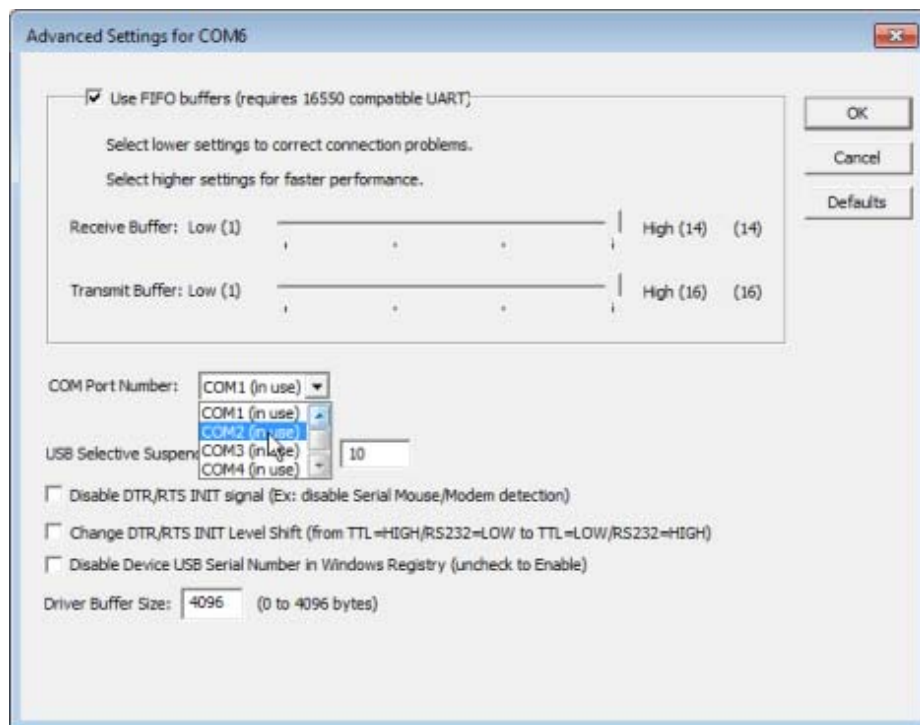 Advanced Settings for COM6
Use FIFO buffers (requires 16550 compatible UART)
OK
Select lower settings to correct connection problems.
Cancel
Select higher settings for faster performance.
Defaults
Receive Buffer: Low (1) High (14) (14)
Transmit Buffer: Low (1) High (16) (16)
COM Port Number: COM1 (in use)
COM1 (in use)
COM2 (in use)
USB Selective Suspend COM3 (in use) 10
COM4 (in use)
Disable DTR/RTS INIT signal (Ex: disable Serial Mouse/Modem detection)
Change DTR/RTS INIT Level Shift (from TTL=HIGH/RS232=LOW to TTL=LOW/RS232=HIGH)
Disable Device USB Serial Number in Windows Registry (uncheck to Enable)
Driver Buffer Size: 4096 (0 to 4096 bytes)